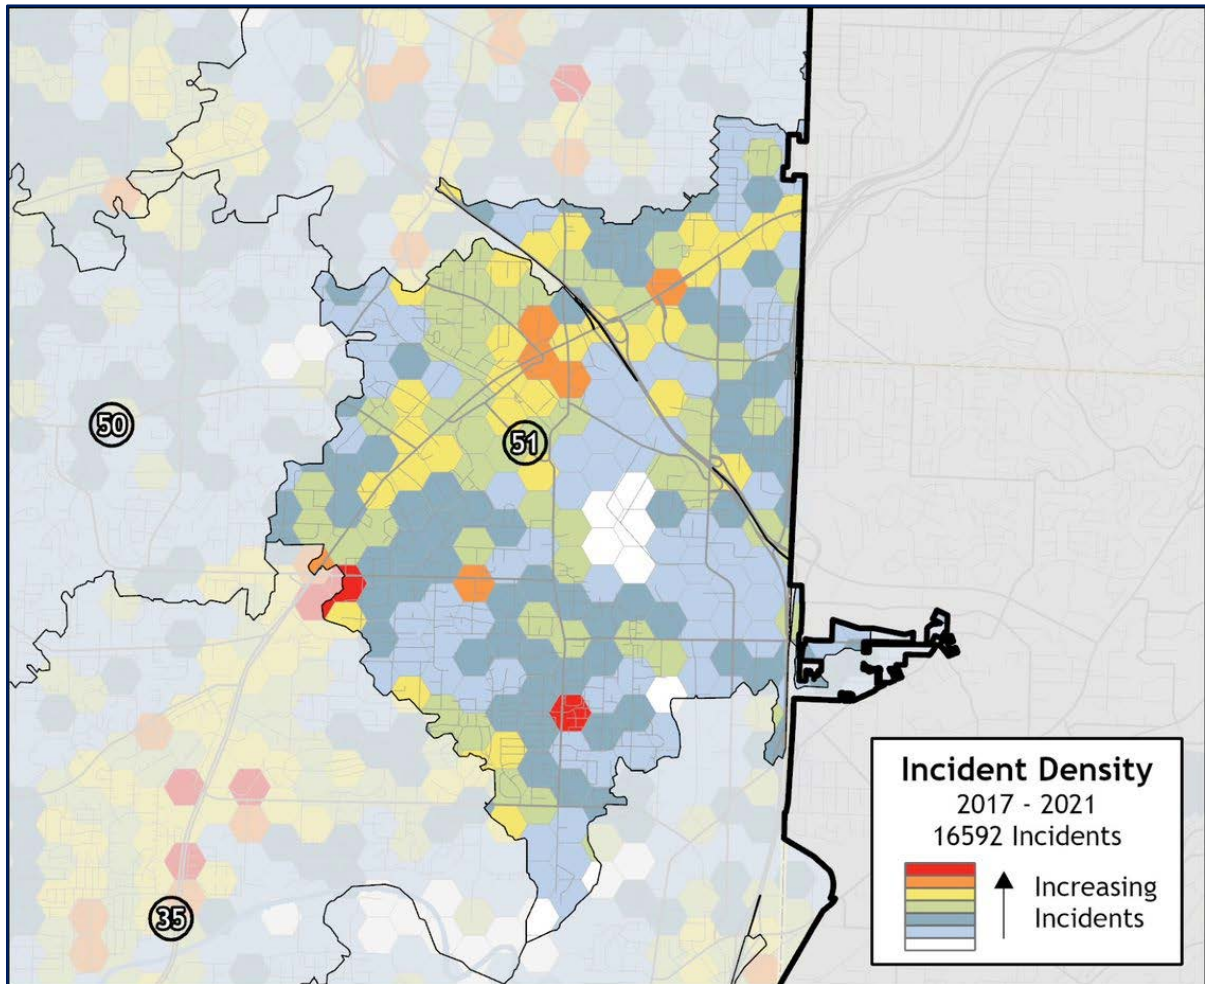 50
51
35
Incident Density
2017 - 2021
16592 Incidents
Increasing
Incidents